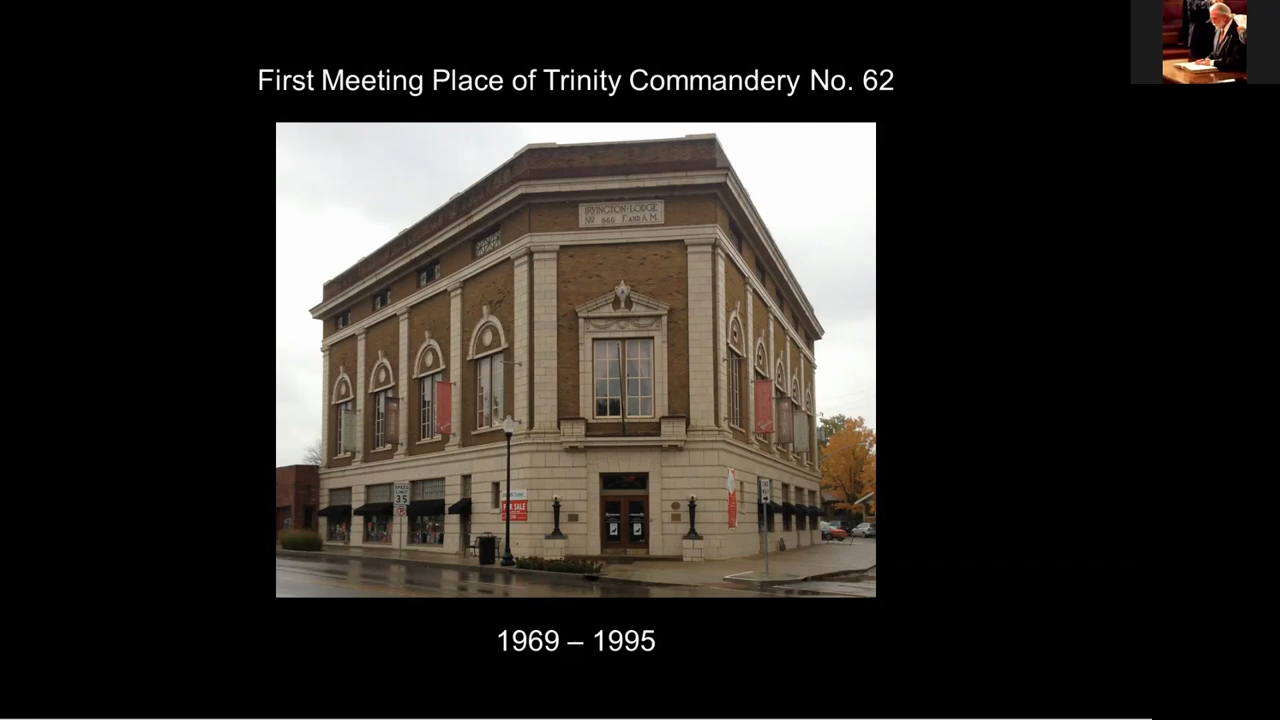 First Meeting Place of Trinity Commandery No. 62
IRVINGTON·LODGE
Nº 666 F. AND A.M.
SPEED
LIMIT
35
FOR SALE
1969 – 1995